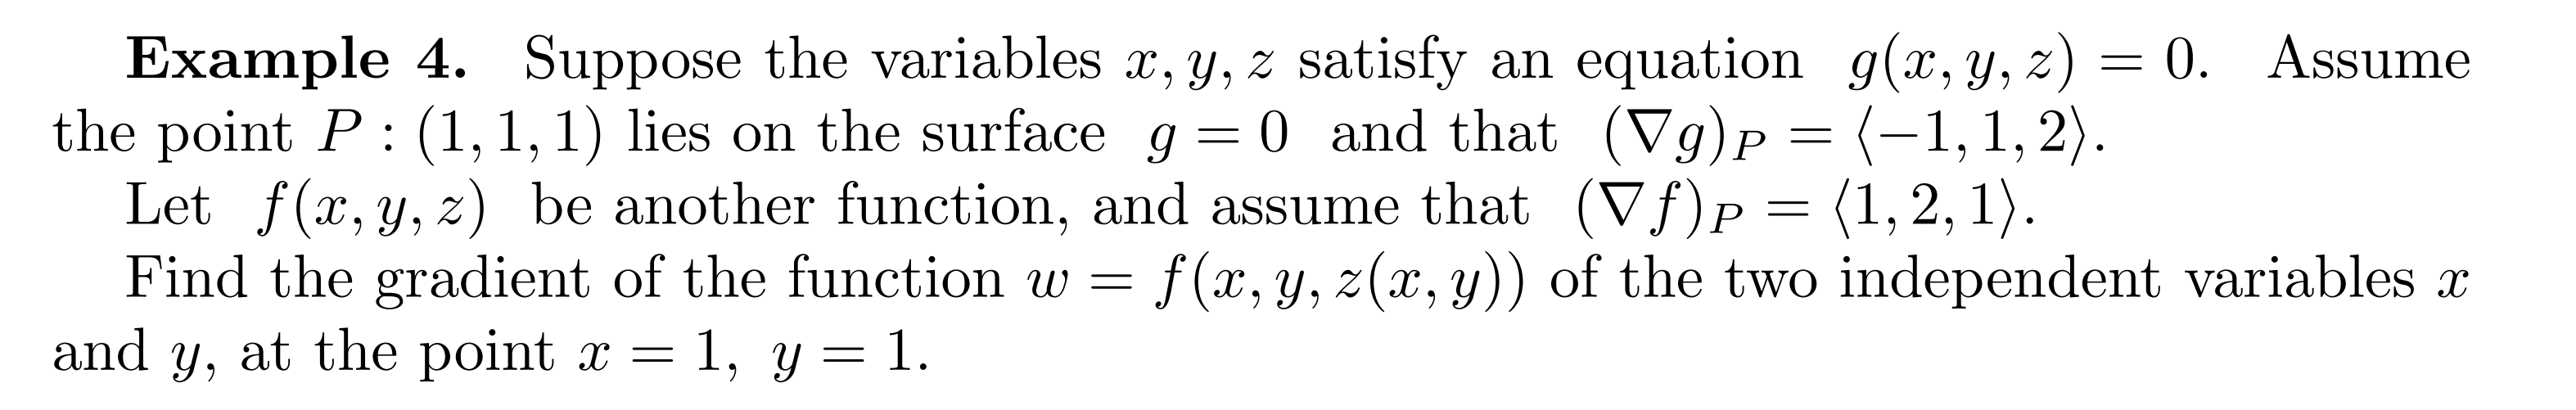 Example 4. Suppose the variables x, y, z satisfy an equation g(x, y, z) = 0. Assume
the point P : (1, 1, 1) lies on the surface g = 0 and that (∇g)_P = ⟨−1, 1, 2⟩.
Let f(x, y, z) be another function, and assume that (∇f)_P = ⟨1, 2, 1⟩.
Find the gradient of the function w = f(x, y, z(x, y)) of the two independent variables x
and y, at the point x = 1, y = 1.